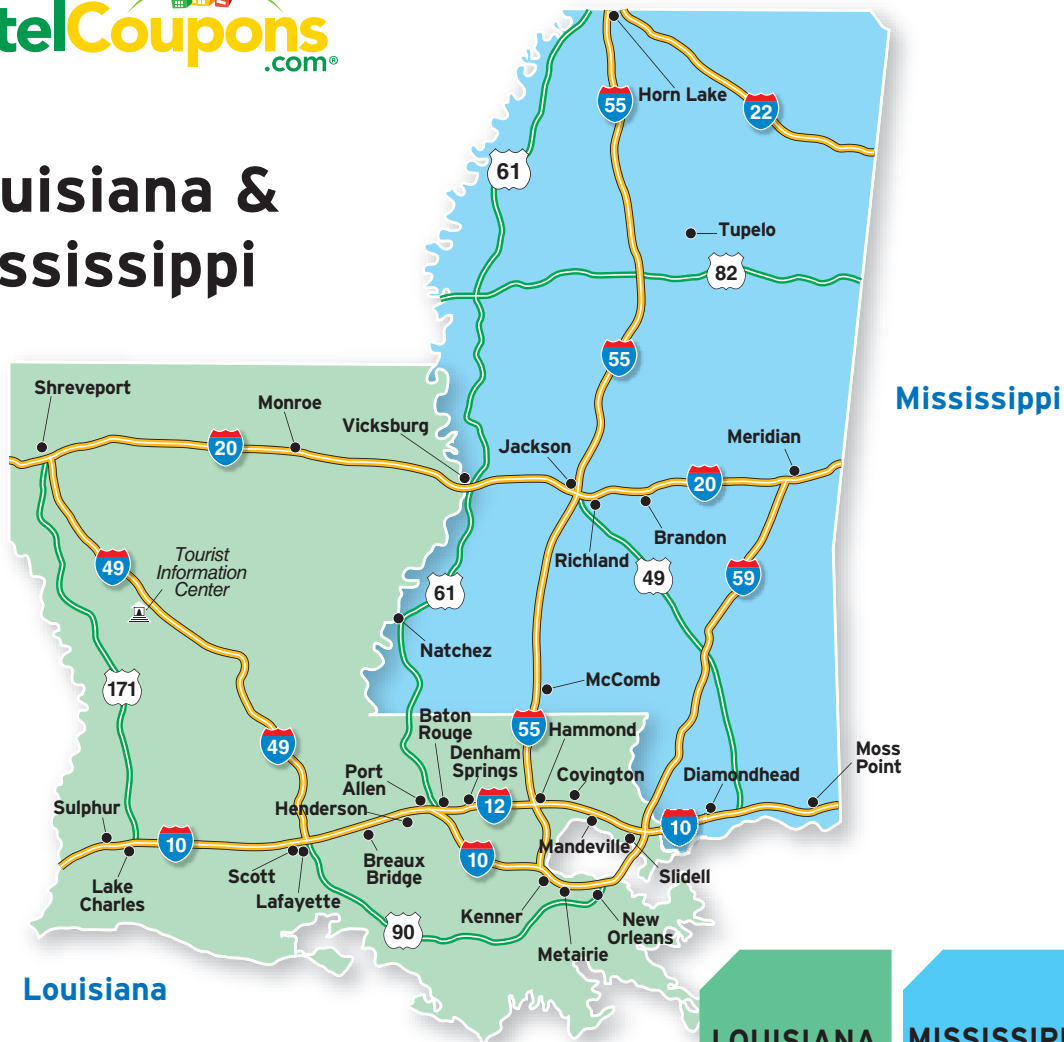 telCoupons
.com®
uisiana &
ssissippi
55
Horn Lake
22
61
Tupelo
82
55
Mississippi
Shreveport
Monroe
Vicksburg
Jackson
Meridian
20
20
Brandon
Richland
49
Tourist
Information
Center
49
59
61
Natchez
171
McComb
Baton
Rouge
55
Hammond
49
Denham
Springs
Port
Allen
Covington
Diamondhead
Moss
Point
Sulphur
Henderson
12
10
10
Mandeville
Breaux
Bridge
10
Slidell
Scott
Lake
Charles
Lafayette
Kenner
New
Orleans
90
Metairie
Louisiana
LOUISIANA
MISSISSIPP